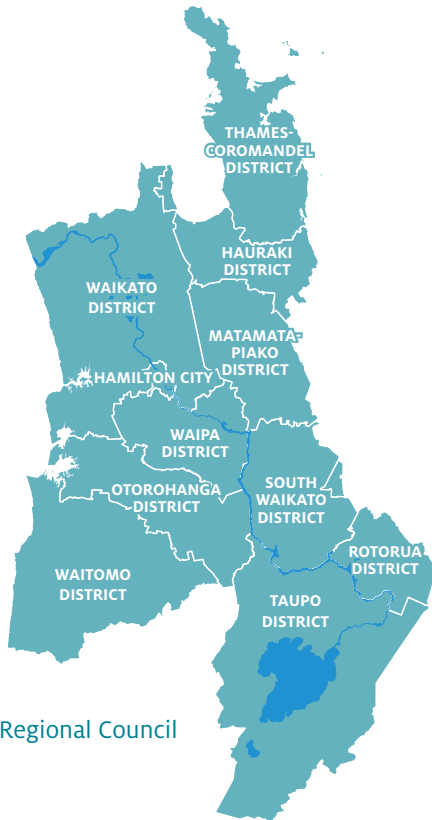 THAMES-
COROMANDEL
DISTRICT
HAURAKI
DISTRICT
WAIKATO
DISTRICT
MATAMATA-
PIAKO
DISTRICT
HAMILTON CITY
WAIPA
DISTRICT
SOUTH
WAIKATO
DISTRICT
OTOROHANGA
DISTRICT
ROTORUA
DISTRICT
WAITOMO
DISTRICT
TAUPO
DISTRICT
Regional Council